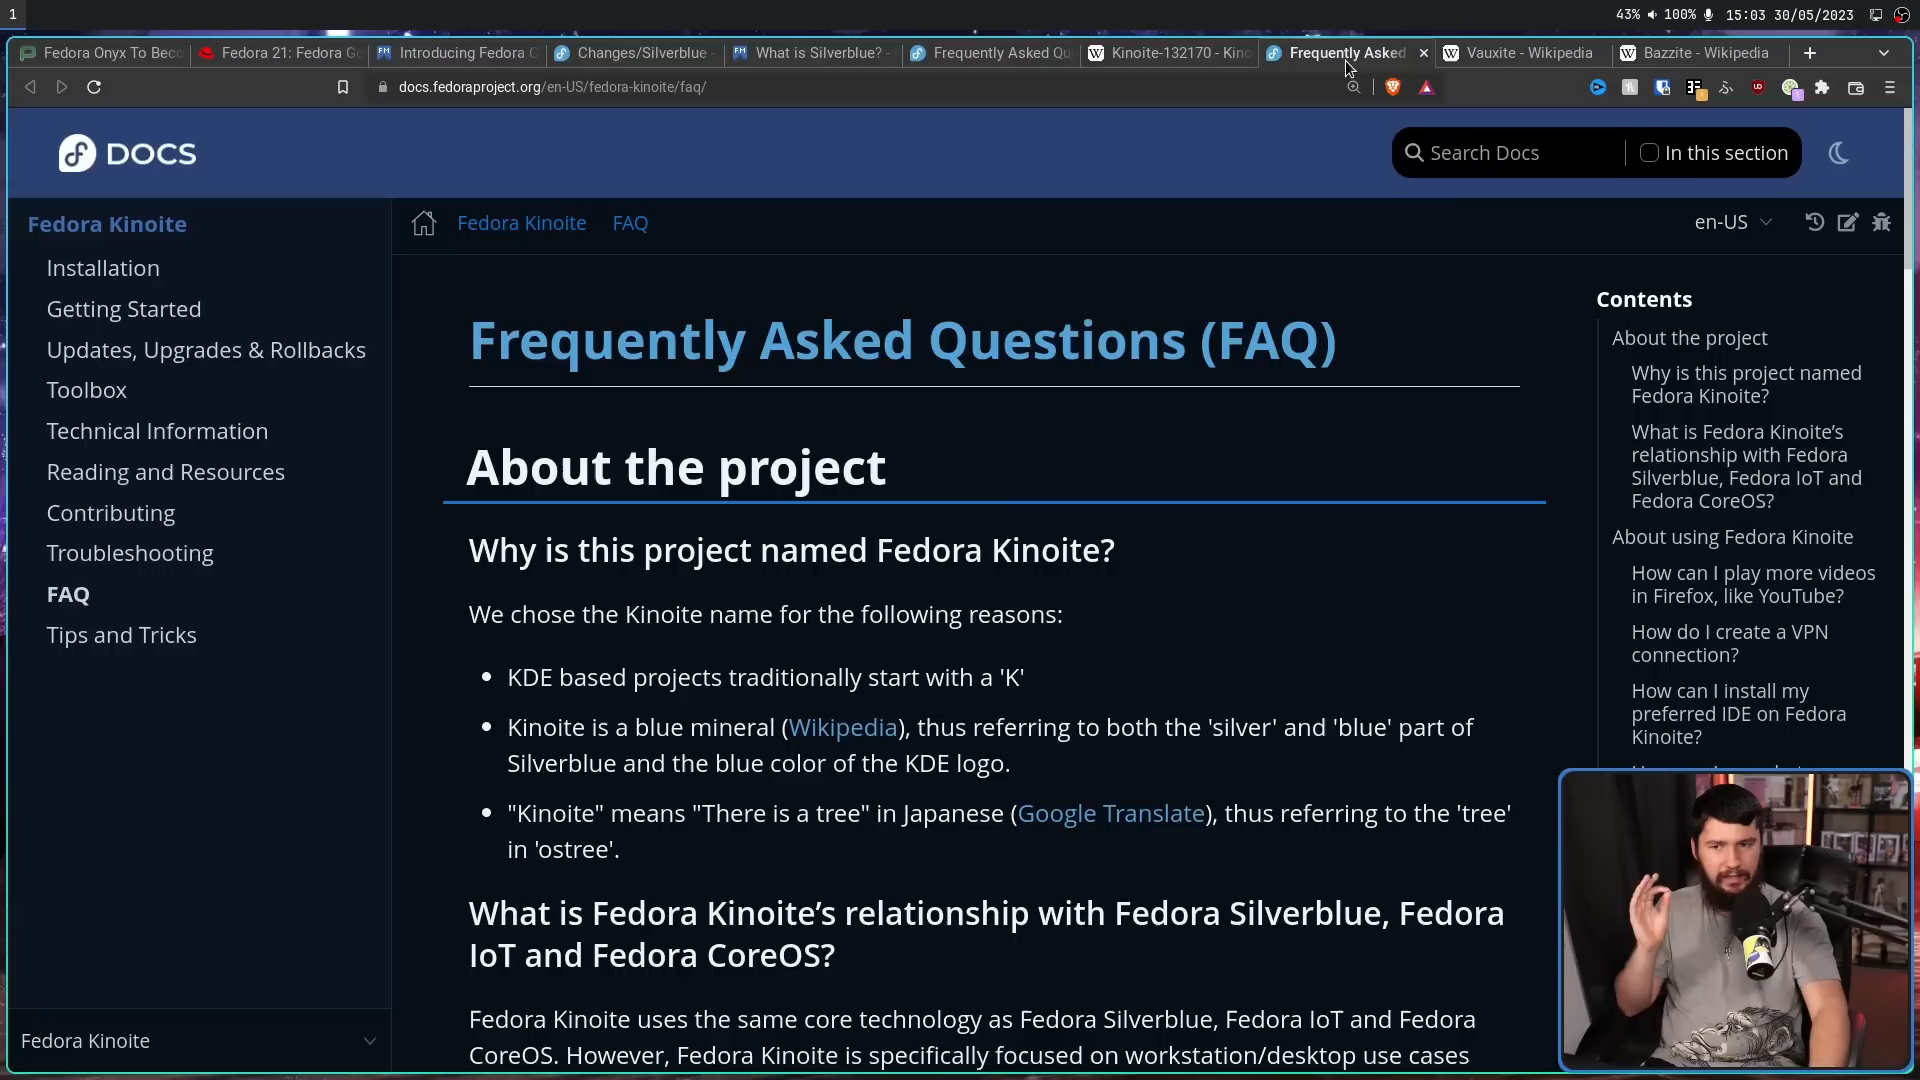 1
43% 100% 15:03 30/05/2023
Fedora Onyx To Beco
Fedora 21: Fedora Ge
Introducing Fedora
Changes/Silverblue -
What is Silverblue? -
Frequently Asked Qu
Kinoite-132170 - Kin
Frequently Asked
Vauxite - Wikipedia
Bazzite - Wikipedia
docs.fedoraproject.org/en-US/fedora-kinoite/faq/
DOCS
Search Docs
In this section
Fedora Kinoite
Installation
Getting Started
Updates, Upgrades & Rollbacks
Toolbox
Technical Information
Reading and Resources
Contributing
Troubleshooting
FAQ
Tips and Tricks
Fedora Kinoite
Fedora Kinoite FAQ
en-US
Frequently Asked Questions (FAQ)
About the project
Why is this project named Fedora Kinoite?
We chose the Kinoite name for the following reasons:
KDE based projects traditionally start with a 'K'
Kinoite is a blue mineral (Wikipedia), thus referring to both the 'silver' and 'blue' part of
Silverblue and the blue color of the KDE logo.
"Kinoite" means "There is a tree" in Japanese (Google Translate), thus referring to the 'tree'
in 'ostree'.
What is Fedora Kinoite’s relationship with Fedora Silverblue, Fedora
IoT and Fedora CoreOS?
Fedora Kinoite uses the same core technology as Fedora Silverblue, Fedora IoT and Fedora
CoreOS. However, Fedora Kinoite is specifically focused on workstation/desktop use cases
Contents
About the project
Why is this project named
Fedora Kinoite?
What is Fedora Kinoite’s
relationship with Fedora
Silverblue, Fedora IoT and
Fedora CoreOS?
About using Fedora Kinoite
How can I play more videos
in Firefox, like YouTube?
How do I create a VPN
connection?
How can I install my
preferred IDE on Fedora
Kinoite?